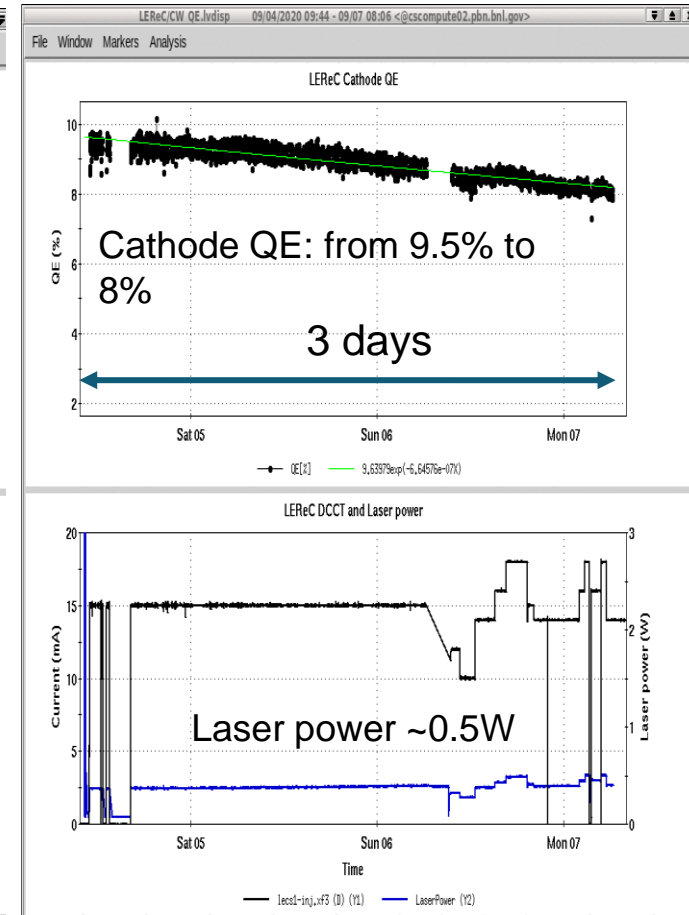 LEReC/CW QE.lvdisp 09/04/2020 09:44 - 09/07 08:06 <@cscompute02.pbn.bnl.gov>
File Window Markers Analysis
LEReC Cathode QE
10
8
6
4
2
QE (%)
Cathode QE: from 9.5% to
8%
3 days
Sat 05 Sun 06 Mon 07
QE[%] 9.63979exp(-6.64576e-07X)
LEReC DCCT and Laser power
20
15
10
5
0
Current (mA)
3
2
1
0
Laser power (W)
Laser power ~0.5W
Sat 05 Sun 06 Mon 07
Time
lecs1-inj.xf3 (D) (Y1) LaserPower (Y2)